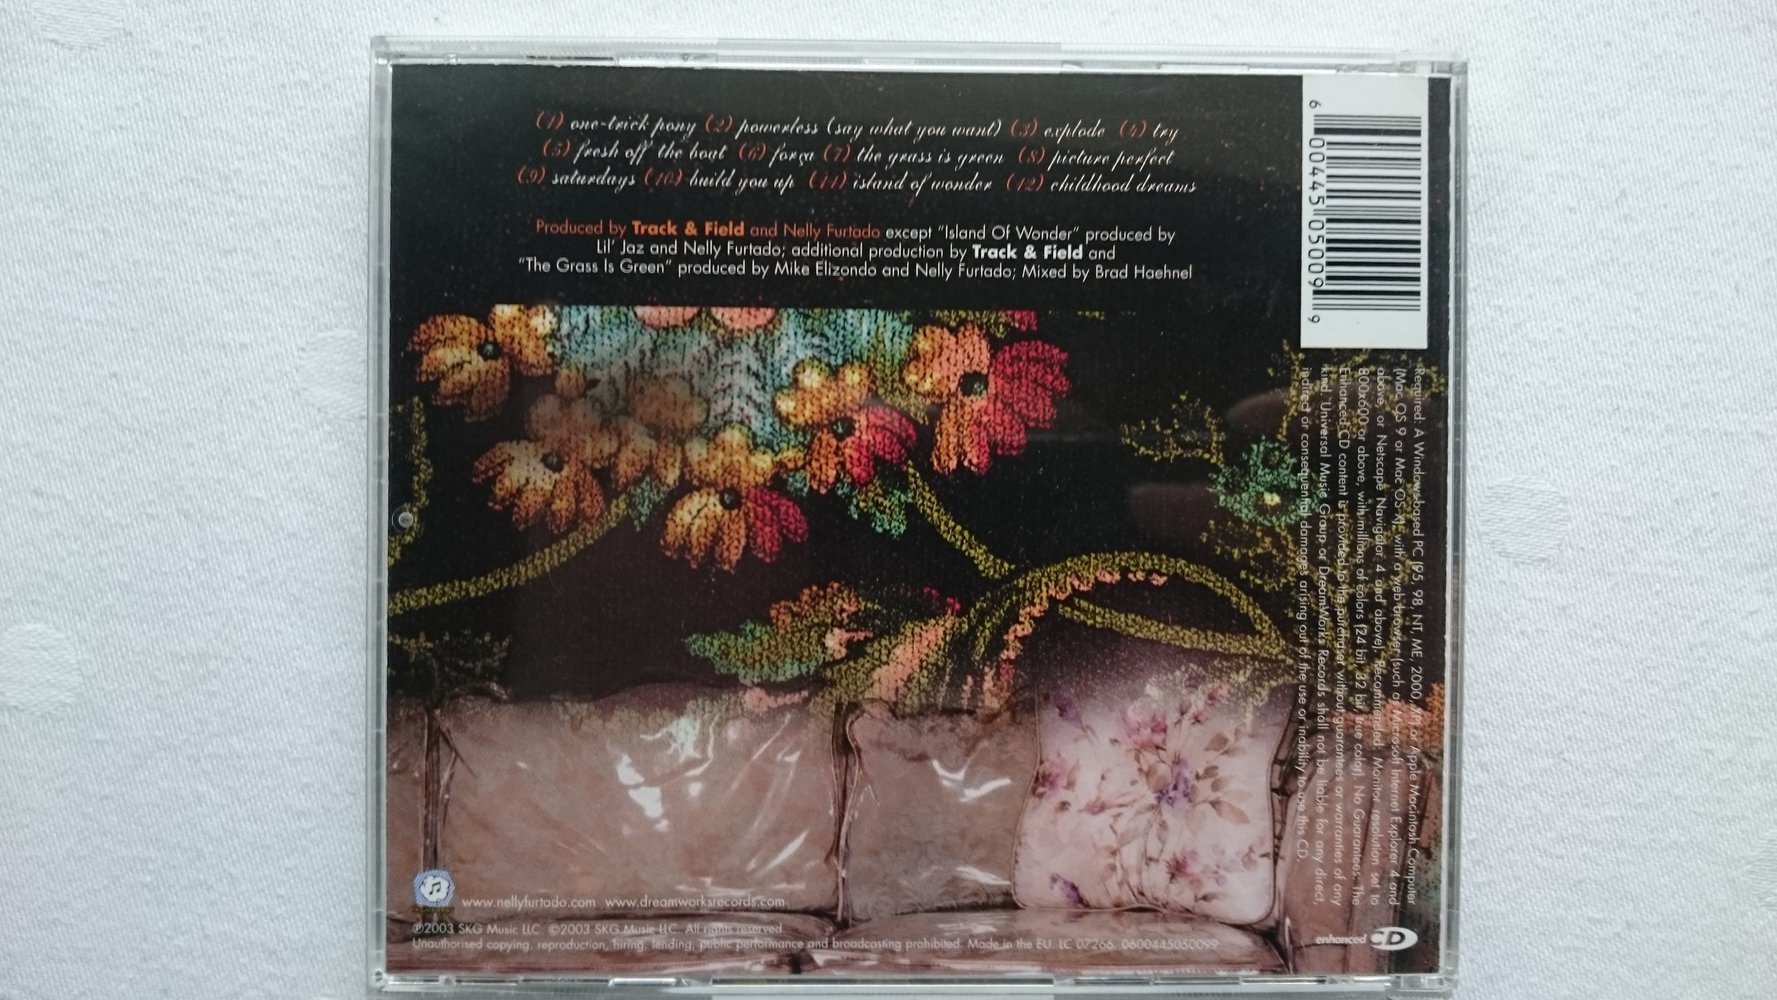 (1) one-trick pony (2) powerless (say what you want) (3) explode (4) try
(5) fresh off the boat (6) força (7) the grass is green (8) picture perfect
(9) saturdays (10) build you up (11) island of wonder (12) childhood dreams
Produced by Track & Field and Nelly Furtado except "Island Of Wonder" produced by
Lil' Jaz and Nelly Furtado; additional production by Track & Field and
"The Grass Is Green" produced by Mike Elizondo and Nelly Furtado; Mixed by Brad Haehnel
6 00445 05009 9
Required: A Windows-based PC (95, 98, NT, ME, 2000, or Apple Macintosh Computer
(Mac OS 9 or Mac OS-X), with a web browser (such as Microsoft Internet Explorer 4 and
above, or Netscape Navigator 4 and above). Recommended: Monitor resolution set to
800x600 or above, with millions of colors (24 bit, 32 bit, true color). No Guarantees: The
Enhanced CD content is provided to the purchaser without guarantees or warranties of any
kind. Universal Music Group, or DreamWorks Records shall not be liable for any direct,
indirect or consequential damages arising out of the use or inability to use this CD.
www.nellyfurtado.com www.dreamworksrecords.com
℗2003 SKG Music LLC. ©2003 SKG Music LLC. All rights reserved.
Unauthorised copying, reproduction, hiring, lending, public performance and broadcasting prohibited. Made in the EU. LC 07266. 0600445050099
enhanced CD